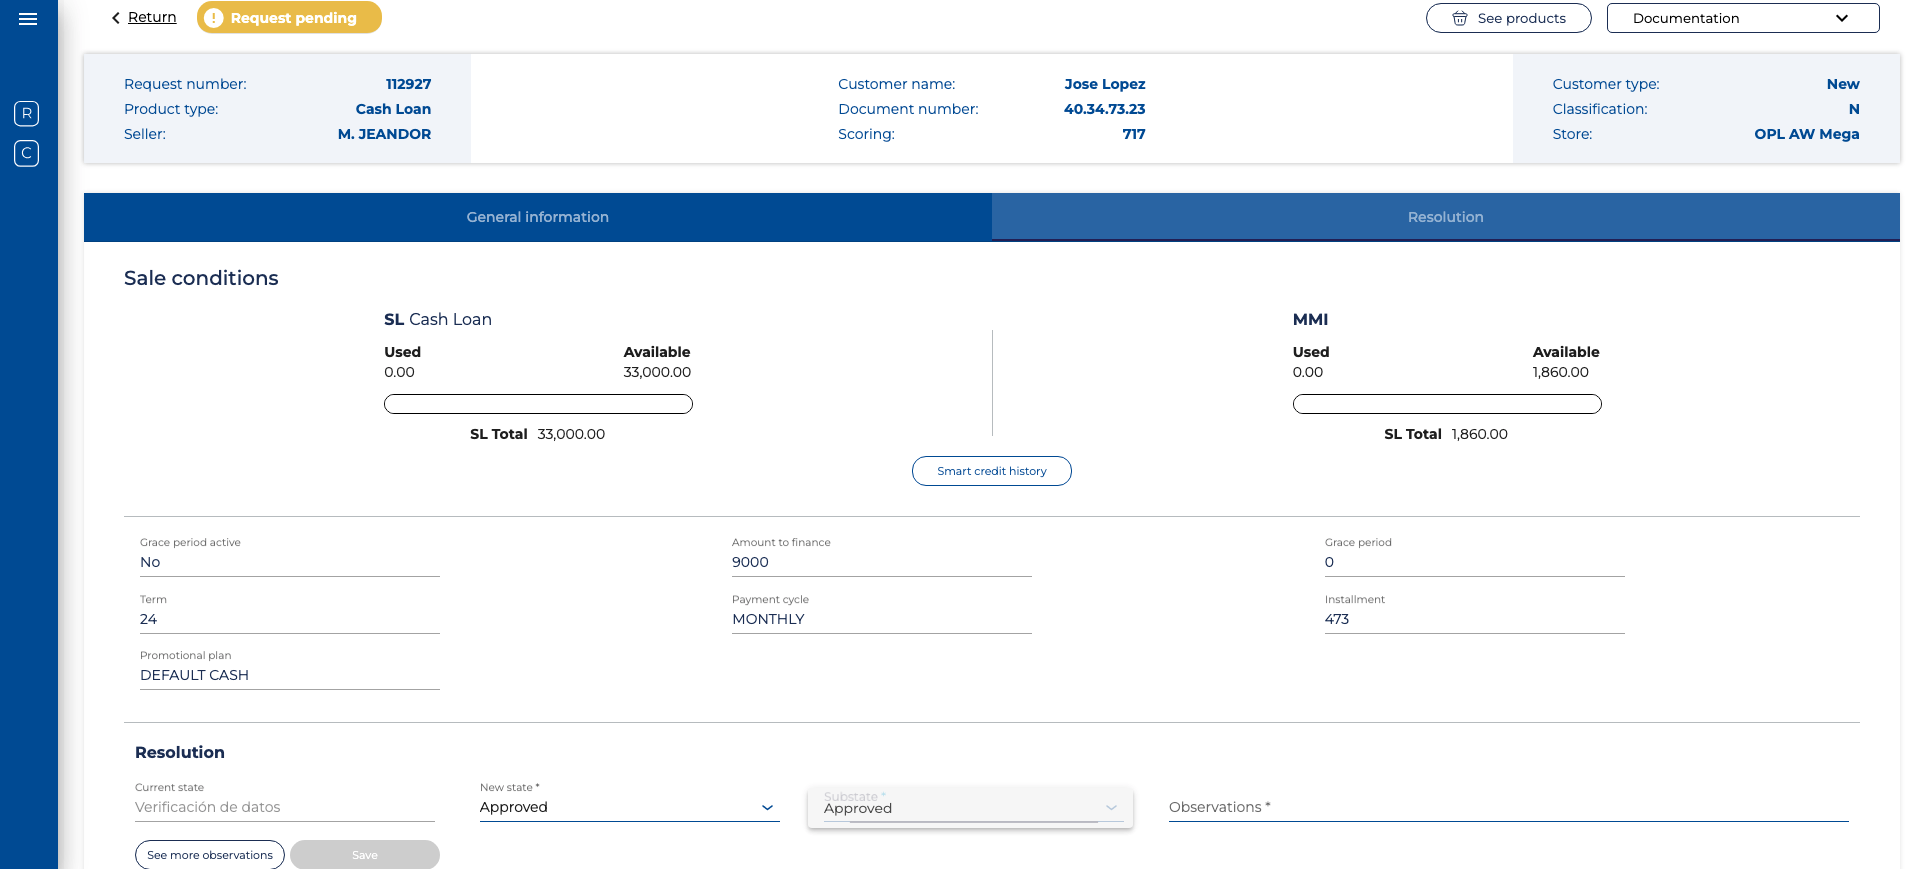 Return
Request pending
See products
Documentation
R
C
Request number: 112927
Product type: Cash Loan
Seller: M. JEANDOR
Customer name: Jose Lopez
Document number: 40.34.73.23
Scoring: 717
Customer type: New
Classification: N
Store: OPL AW Mega
General information
Resolution
Sale conditions
SL Cash Loan
Used Available
0.00 33,000.00
SL Total 33,000.00
MMI
Used Available
0.00 1,860.00
SL Total 1,860.00
Smart credit history
Grace period active
No
Amount to finance
9000
Grace period
0
Term
24
Payment cycle
MONTHLY
Installment
473
Promotional plan
DEFAULT CASH
Resolution
Current state
Verificación de datos
New state *
Approved
Substate *
Approved
Observations *
See more observations
Save